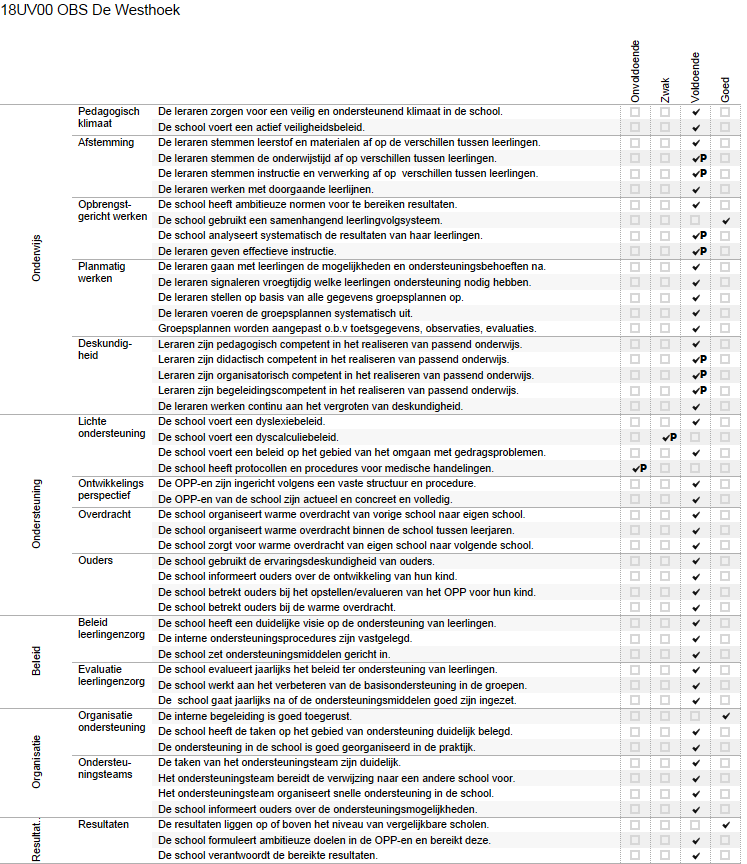 18UV00 OBS De Westhoek
Onvoldoende
Zwak
Voldoende
Goed
Onderwijs
Pedagogisch klimaat
De leraren zorgen voor een veilig en ondersteunend klimaat in de school.
De school voert een actief veiligheidsbeleid.
Afstemming
De leraren stemmen leerstof en materialen af op de verschillen tussen leerlingen.
De leraren stemmen de onderwijstijd af op verschillen tussen leerlingen.
P
De leraren stemmen instructie en verwerking af op verschillen tussen leerlingen.
P
De leraren werken met doorgaande leerlijnen.
Opbrengst-
gericht werken
De school heeft ambitieuze normen voor te bereiken resultaten.
De school gebruikt een samenhangend leerlingvolgsysteem.
De school analyseert systematisch de resultaten van haar leerlingen.
P
De leraren geven effectieve instructie.
P
Planmatig
werken
De leraren gaan met leerlingen de mogelijkheden en ondersteuningsbehoeften na.
De leraren signaleren vroegtijdig welke leerlingen ondersteuning nodig hebben.
De leraren stellen op basis van alle gegevens groepsplannen op.
De leraren voeren de groepsplannen systematisch uit.
Groepsplannen worden aangepast o.b.v toetsgegevens, observaties, evaluaties.
Deskundig-
heid
Leraren zijn pedagogisch competent in het realiseren van passend onderwijs.
Leraren zijn didactisch competent in het realiseren van passend onderwijs.
P
Leraren zijn organisatorisch competent in het realiseren van passend onderwijs.
P
Leraren zijn begeleidingscompetent in het realiseren van passend onderwijs.
P
De leraren werken continu aan het vergroten van deskundigheid.
Ondersteuning
Lichte
ondersteuning
De school voert een dyslexiebeleid.
De school voert een dyscalculiebeleid.
P
De school voert een beleid op het gebied van het omgaan met gedragsproblemen.
De school heeft protocollen en procedures voor medische handelingen.
P
Ontwikkelings
perspectief
De OPP-en zijn ingericht volgens een vaste structuur en procedure.
De OPP-en van de school zijn actueel en concreet en volledig.
Overdracht
De school organiseert warme overdracht van vorige school naar eigen school.
De school organiseert warme overdracht binnen de school tussen leerjaren.
De school zorgt voor warme overdracht van eigen school naar volgende school.
Ouders
De school gebruikt de ervaringsdeskundigheid van ouders.
De school informeert ouders over de ontwikkeling van hun kind.
De school betrekt ouders bij het opstellen/evalueren van het OPP voor hun kind.
De school betrekt ouders bij de warme overdracht.
Beleid
Beleid
leerlingenzorg
De school heeft een duidelijke visie op de ondersteuning van leerlingen.
De interne ondersteuningsprocedures zijn vastgelegd.
De school zet ondersteuningsmiddelen gericht in.
Evaluatie
leerlingenzorg
De school evalueert jaarlijks het beleid ter ondersteuning van leerlingen.
De school werkt aan het verbeteren van de basisondersteuning in de groepen.
De school gaat jaarlijks na of de ondersteuningsmiddelen goed zijn ingezet.
Organisatie
Organisatie
ondersteuning
De interne begeleiding is goed toegerust.
De school heeft de taken op het gebied van ondersteuning duidelijk belegd.
De ondersteuning in de school is goed georganiseerd in de praktijk.
Ondersteu-
ningsteams
De taken van het ondersteuningsteam zijn duidelijk.
Het ondersteuningsteam bereidt de verwijzing naar een andere school voor.
Het ondersteuningsteam organiseert snelle ondersteuning in de school.
De school informeert ouders over de ondersteuningsmogelijkheden.
Resultat..
Resultaten
De resultaten liggen op of boven het niveau van vergelijkbare scholen.
De school formuleert ambitieuze doelen in de OPP-en en bereikt deze.
De school verantwoordt de bereikte resultaten.